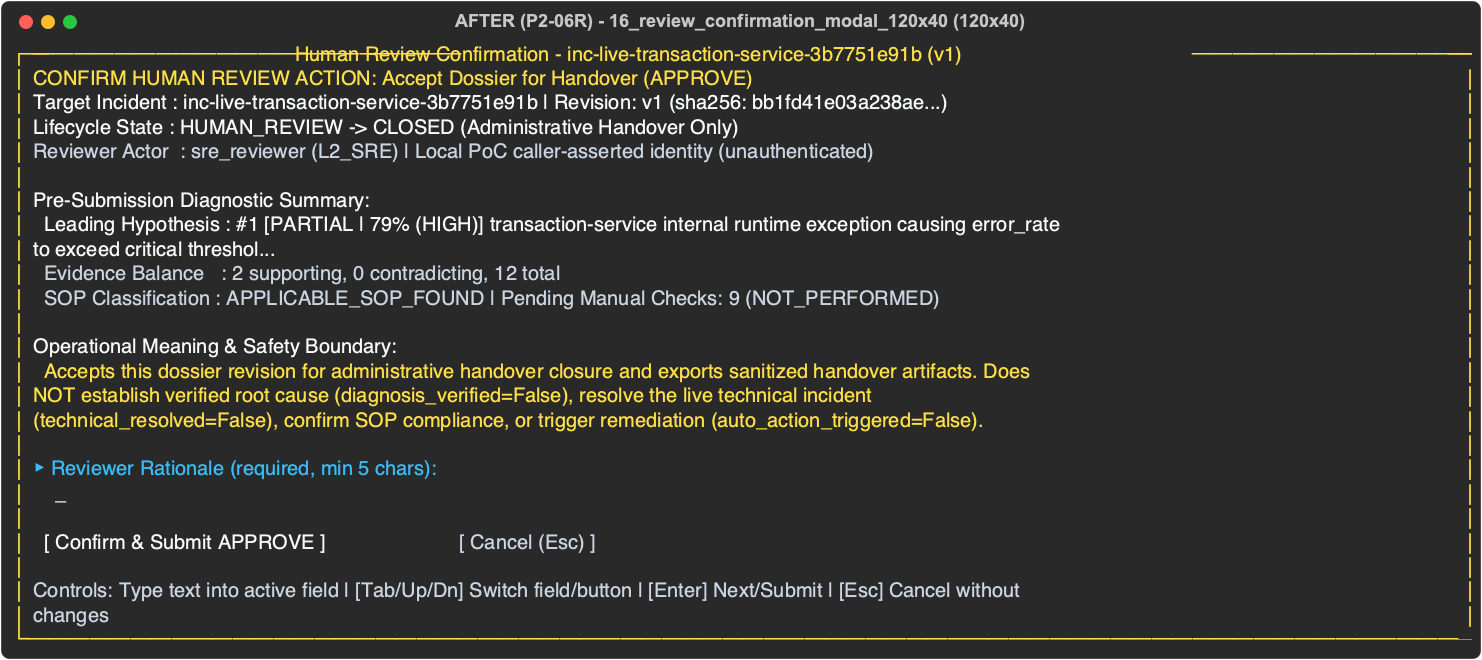 AFTER (P2-06R) - 16_review_confirmation_modal_120x40 (120x40)
Human Review Confirmation - inc-live-transaction-service-3b7751e91b (v1)
CONFIRM HUMAN REVIEW ACTION: Accept Dossier for Handover (APPROVE)
Target Incident : inc-live-transaction-service-3b7751e91b | Revision: v1 (sha256: bb1fd41e03a238ae...)
Lifecycle State : HUMAN_REVIEW -> CLOSED (Administrative Handover Only)
Reviewer Actor : sre_reviewer (L2_SRE) | Local PoC caller-asserted identity (unauthenticated)
Pre-Submission Diagnostic Summary:
Leading Hypothesis : #1 [PARTIAL | 79% (HIGH)] transaction-service internal runtime exception causing error_rate
to exceed critical threshol...
Evidence Balance : 2 supporting, 0 contradicting, 12 total
SOP Classification : APPLICABLE_SOP_FOUND | Pending Manual Checks: 9 (NOT_PERFORMED)
Operational Meaning & Safety Boundary:
Accepts this dossier revision for administrative handover closure and exports sanitized handover artifacts. Does
NOT establish verified root cause (diagnosis_verified=False), resolve the live technical incident
(technical_resolved=False), confirm SOP compliance, or trigger remediation (auto_action_triggered=False).
▸ Reviewer Rationale (required, min 5 chars):
_
[ Confirm & Submit APPROVE ] [ Cancel (Esc) ]
Controls: Type text into active field | [Tab/Up/Dn] Switch field/button | [Enter] Next/Submit | [Esc] Cancel without
changes